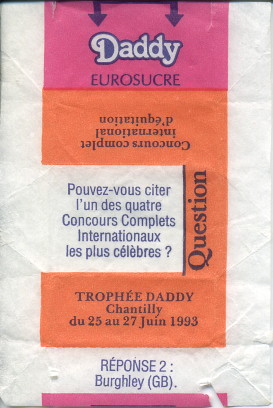 Daddy
EUROSUCRE
Concours complet
international
d'équitation
Pouvez-vous citer
l'un des quatre
Concours Complets
Internationaux
les plus célèbres ?
Question
TROPHÉE DADDY
Chantilly
du 25 au 27 Juin 1993
RÉPONSE 2 :
Burghley (GB).